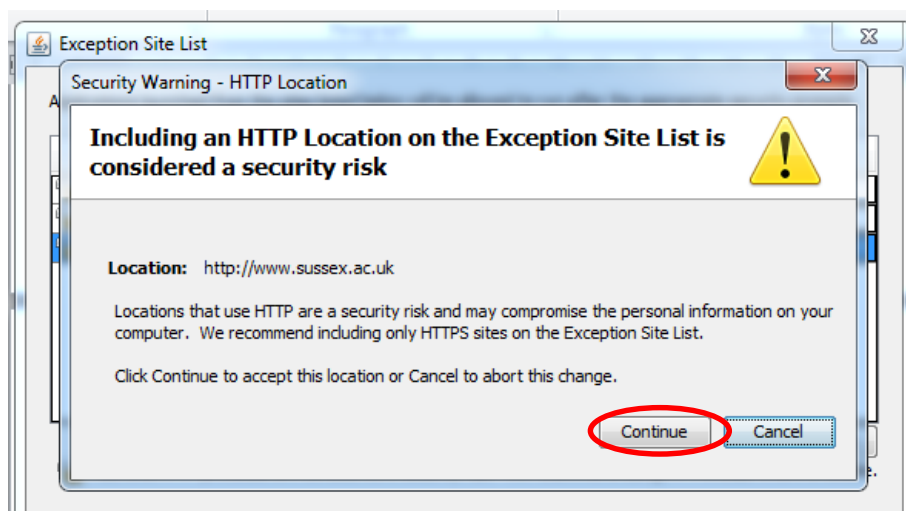 Exception Site List
Security Warning - HTTP Location
A
Including an HTTP Location on the Exception Site List is
considered a security risk
Location: http://www.sussex.ac.uk
Locations that use HTTP are a security risk and may compromise the personal information on your
computer. We recommend including only HTTPS sites on the Exception Site List.
Click Continue to accept this location or Cancel to abort this change.
Continue Cancel
e.